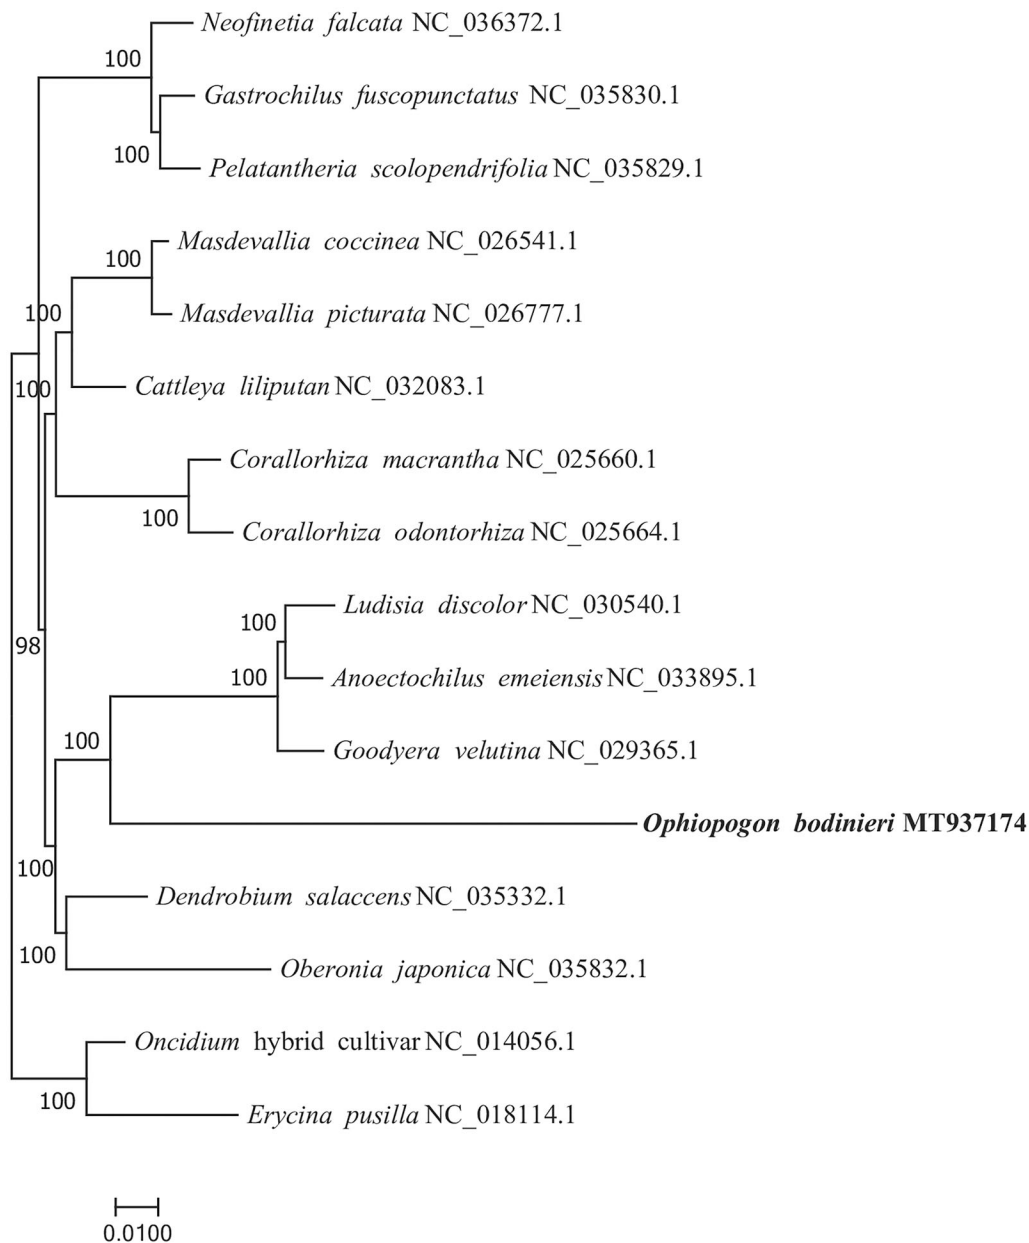 Neofinetia falcata NC_036372.1
100
Gastrochilus fuscopunctatus NC_035830.1
100
Pelatantheria scolopendrifolia NC_035829.1
Masdevallia coccinea NC_026541.1
100
100
Masdevallia picturata NC_026777.1
100
Cattleya liliputan NC_032083.1
Corallorhiza macrantha NC_025660.1
100
Corallorhiza odontorhiza NC_025664.1
Ludisia discolor NC_030540.1
100
98
100
Anoectochilus emeiensis NC_033895.1
100
Goodyera velutina NC_029365.1
Ophiopogon bodinieri MT937174
100
Dendrobium salaccens NC_035332.1
100
Oberonia japonica NC_035832.1
Oncidium hybrid cultivar NC_014056.1
100
Erycina pusilla NC_018114.1
0.0100